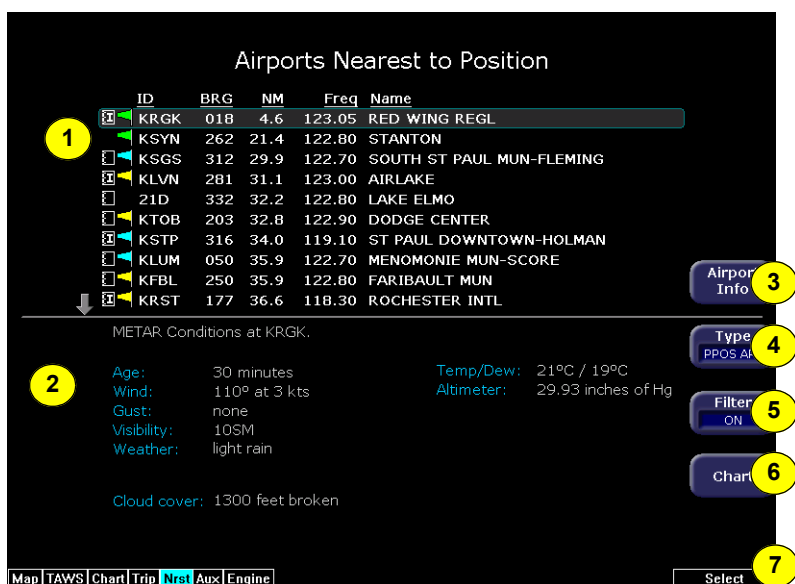 Airports Nearest to Position
ID BRG NM Freq Name
KRGK 018 4.6 123.05 RED WING REGL
KSYN 262 21.4 122.80 STANTON
KSGS 312 29.9 122.70 SOUTH ST PAUL MUN-FLEMING
KLVN 281 31.1 123.00 AIRLAKE
21D 332 32.2 122.80 LAKE ELMO
KTOB 203 32.8 122.90 DODGE CENTER
KSTP 316 34.0 119.10 ST PAUL DOWNTOWN-HOLMAN
KLUM 050 35.9 122.70 MENOMONIE MUN-SCORE
KFBL 250 35.9 122.80 FARIBAULT MUN
KRST 177 36.6 118.30 ROCHESTER INTL
1
Airport
Info
3
METAR Conditions at KRGK.
Type
PPOS AP
4
Age: 30 minutes Temp/Dew: 21ºC / 19ºC
Wind: 110º at 3 kts Altimeter: 29.93 inches of Hg
Gust: none
Visibility: 10SM
Weather: light rain
2
Filter
ON
5
Chart
6
Cloud cover: 1300 feet broken
Map TAWS Chart Trip Nrst Aux Engine Select
7